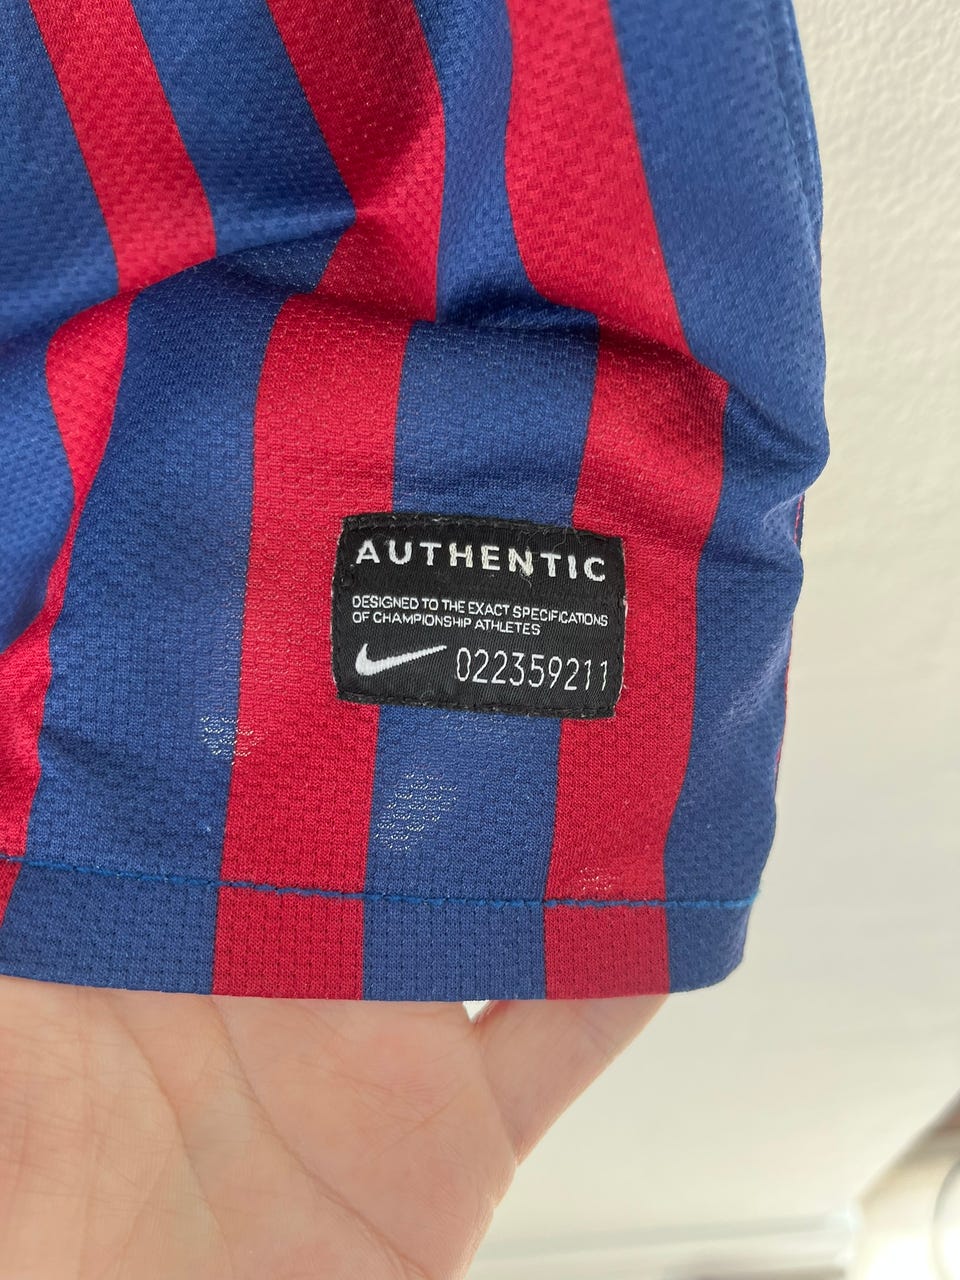 AUTHENTIC
DESIGNED TO THE EXACT SPECIFICATIONS
OF CHAMPIONSHIP ATHLETES
022359211